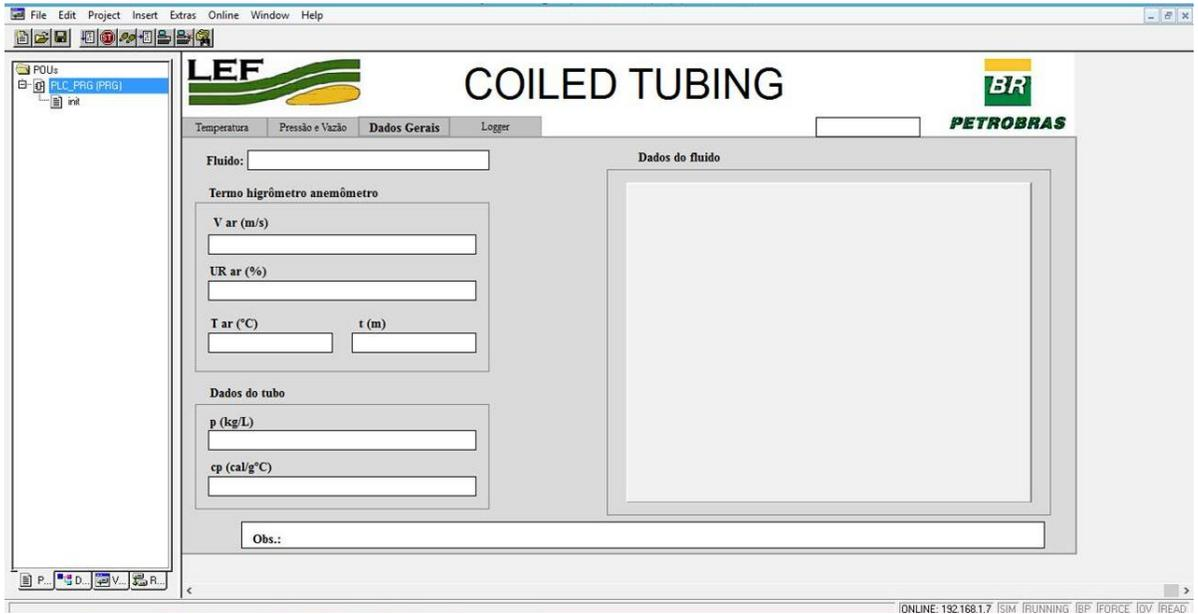 File Edit Project Insert Extras Online Window Help
POUs
PLC_PRG (PRG)
init
LEF
COILED TUBING
BR
PETROBRAS
Temperatura Pressão e Vazão Dados Gerais Logger
Fluido:
Dados do fluido
Termo higrômetro anemômetro
V ar (m/s)
UR ar (%)
T ar (ºC) t (m)
Dados do tubo
p (kg/L)
cp (cal/gºC)
Obs.:
P... D... V... R...
ONLINE: 192.168.1.7 SIM RUNNING BP FORCE OV READ